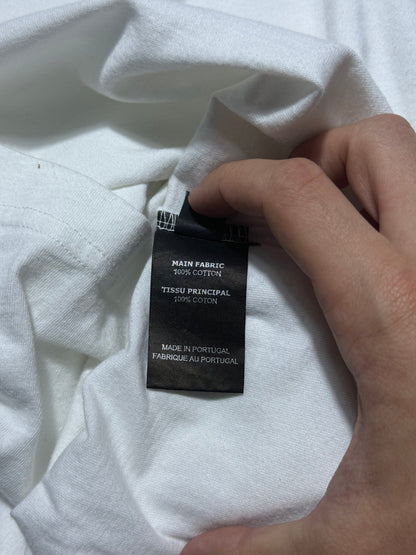 MAIN FABRIC
100% COTTON
TISSU PRINCIPAL
100% COTON
MADE IN PORTUGAL
FABRIQUE AU PORTUGAL